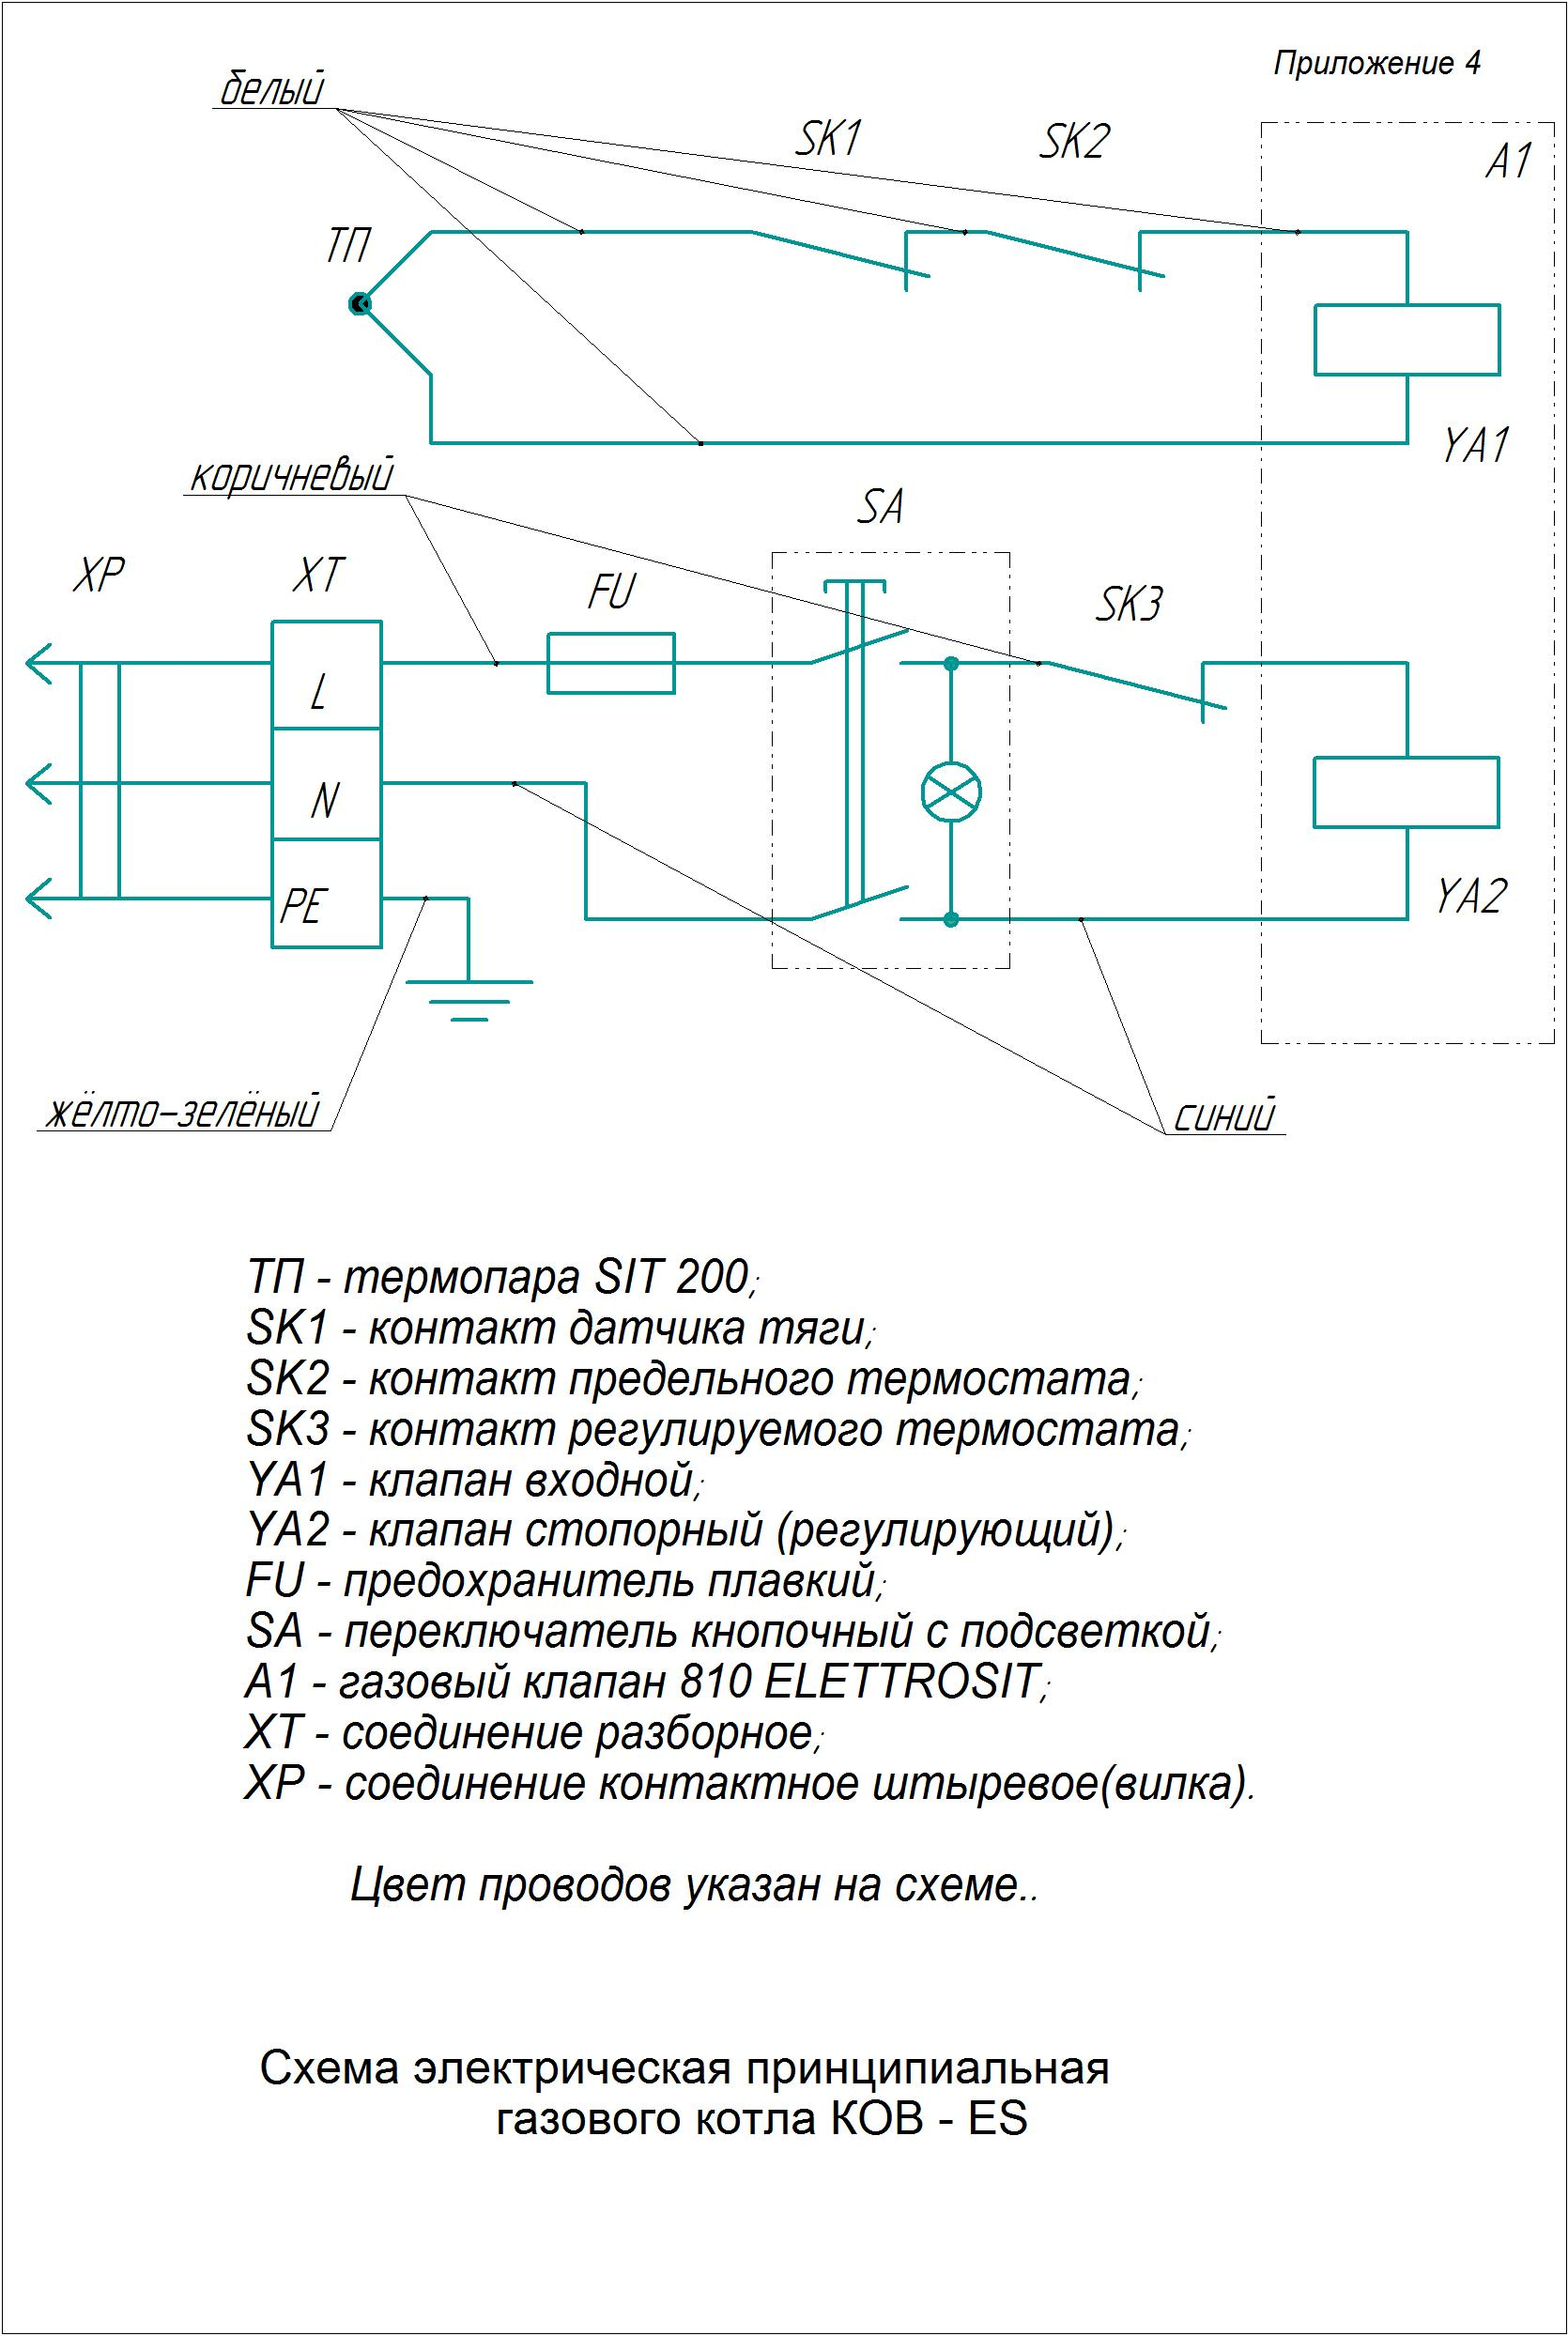 Приложение 4
белый
SK1
SK2
A1
ТП
YA1
коричневый
SA
XP
XT
FU
SK3
L
N
PE
YA2
жёлто-зелёный
синий
ТП - термопара SIT 200;
SK1 - контакт датчика тяги;
SK2 - контакт предельного термостата;
SK3 - контакт регулируемого термостата;
YA1 - клапан входной;
YA2 - клапан стопорный (регулирующий);
FU - предохранитель плавкий;
SA - переключатель кнопочный с подсветкой;
A1 - газовый клапан 810 ELETTROSIT;
XT - соединение разборное;
XP - соединение контактное штыревое(вилка).
Цвет проводов указан на схеме..
Схема электрическая принципиальная
газового котла КОВ - ES